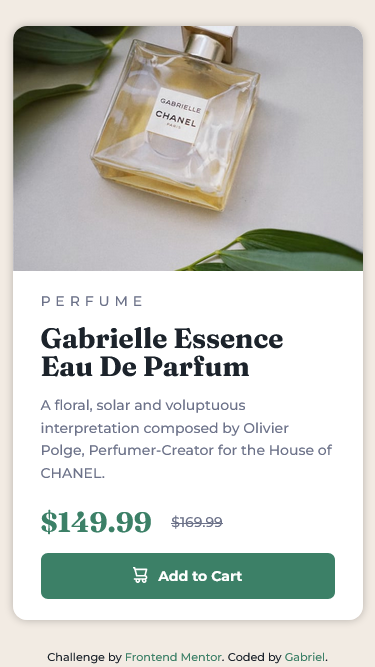 GABRIELLE
CHANEL
PARIS
PERFUME
Gabrielle Essence
Eau De Parfum
A floral, solar and voluptuous
interpretation composed by Olivier
Polge, Perfumer-Creator for the House of
CHANEL.
$149.99 $169.99
Add to Cart
Challenge by Frontend Mentor. Coded by Gabriel.